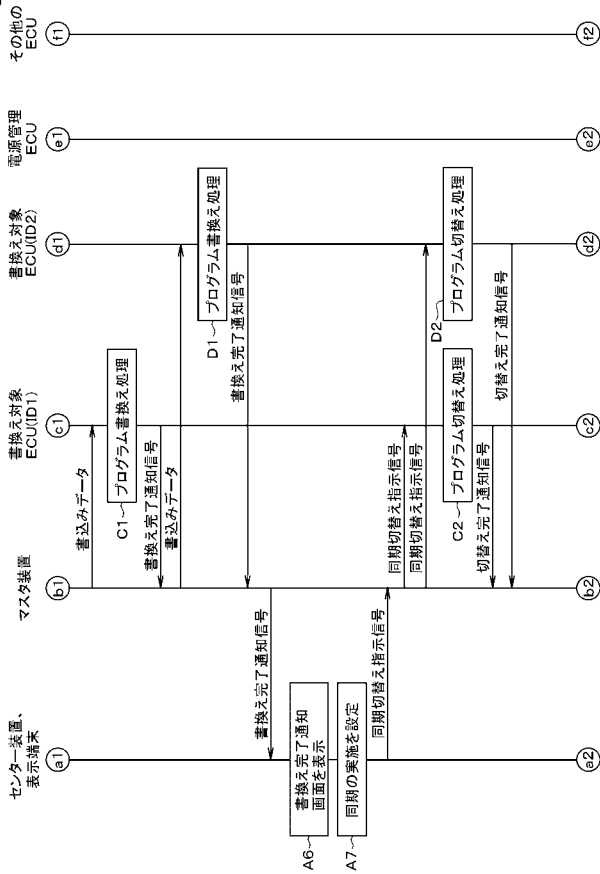 センター装置、
表示端末
マスタ装置
書換え対象
ECU(ID1)
書換え対象
ECU(ID2)
電源管理
ECU
その他の
ECU
a1
b1
c1
d1
e1
f1
書込みデータ
C1
プログラム書換え処理
書換え完了通知信号
書込みデータ
D1
プログラム書換え処理
書換え完了通知信号
書換え完了通知信号
A6
書換え完了通知
画面を表示
A7
同期の実施を設定
同期切替え指示信号
同期切替え指示信号
同期切替え指示信号
C2
プログラム切替え処理
D2
プログラム切替え処理
切替え完了通知信号
切替え完了通知信号
a2
b2
c2
d2
e2
f2